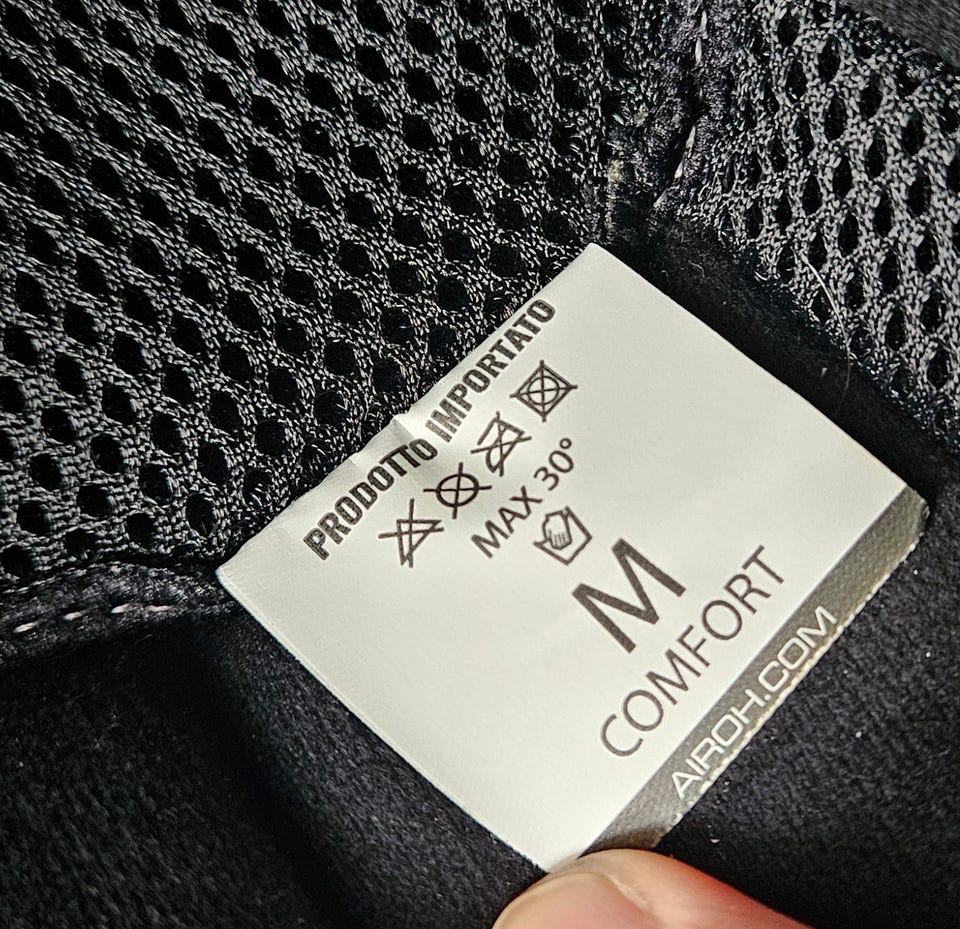 PRODOTTO IMPORTATO
MAX 30°
M
COMFORT
AIROH.COM